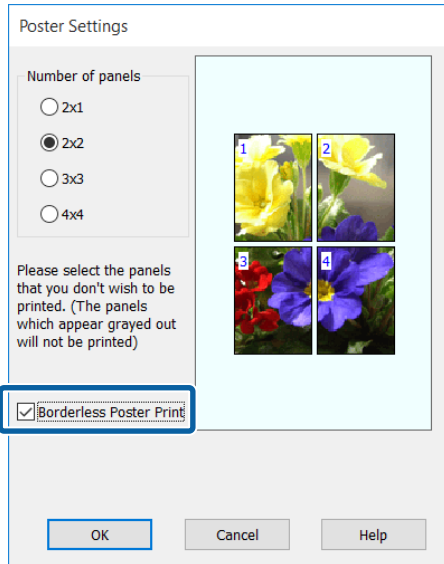 Poster Settings
Number of panels
2x1
2x2
3x3
4x4
Please select the panels
that you don't wish to be
printed. (The panels
which appear grayed out
will not be printed)
Borderless Poster Print
1
2
3
4
OK
Cancel
Help